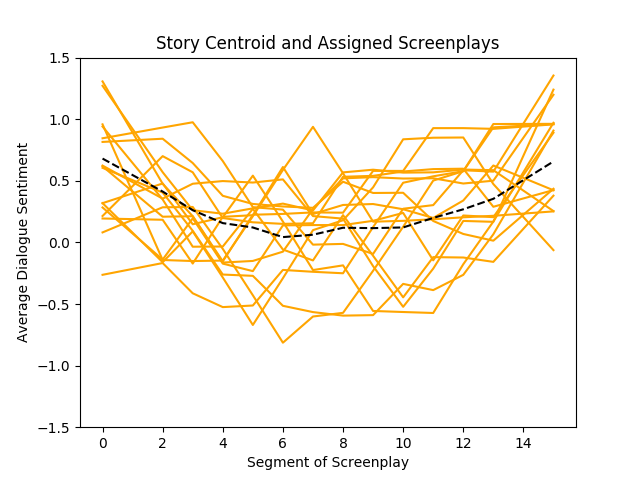 Story Centroid and Assigned Screenplays
Average Dialogue Sentiment
1.5
1.0
0.5
0.0
−0.5
−1.0
−1.5
0 2 4 6 8 10 12 14
Segment of Screenplay